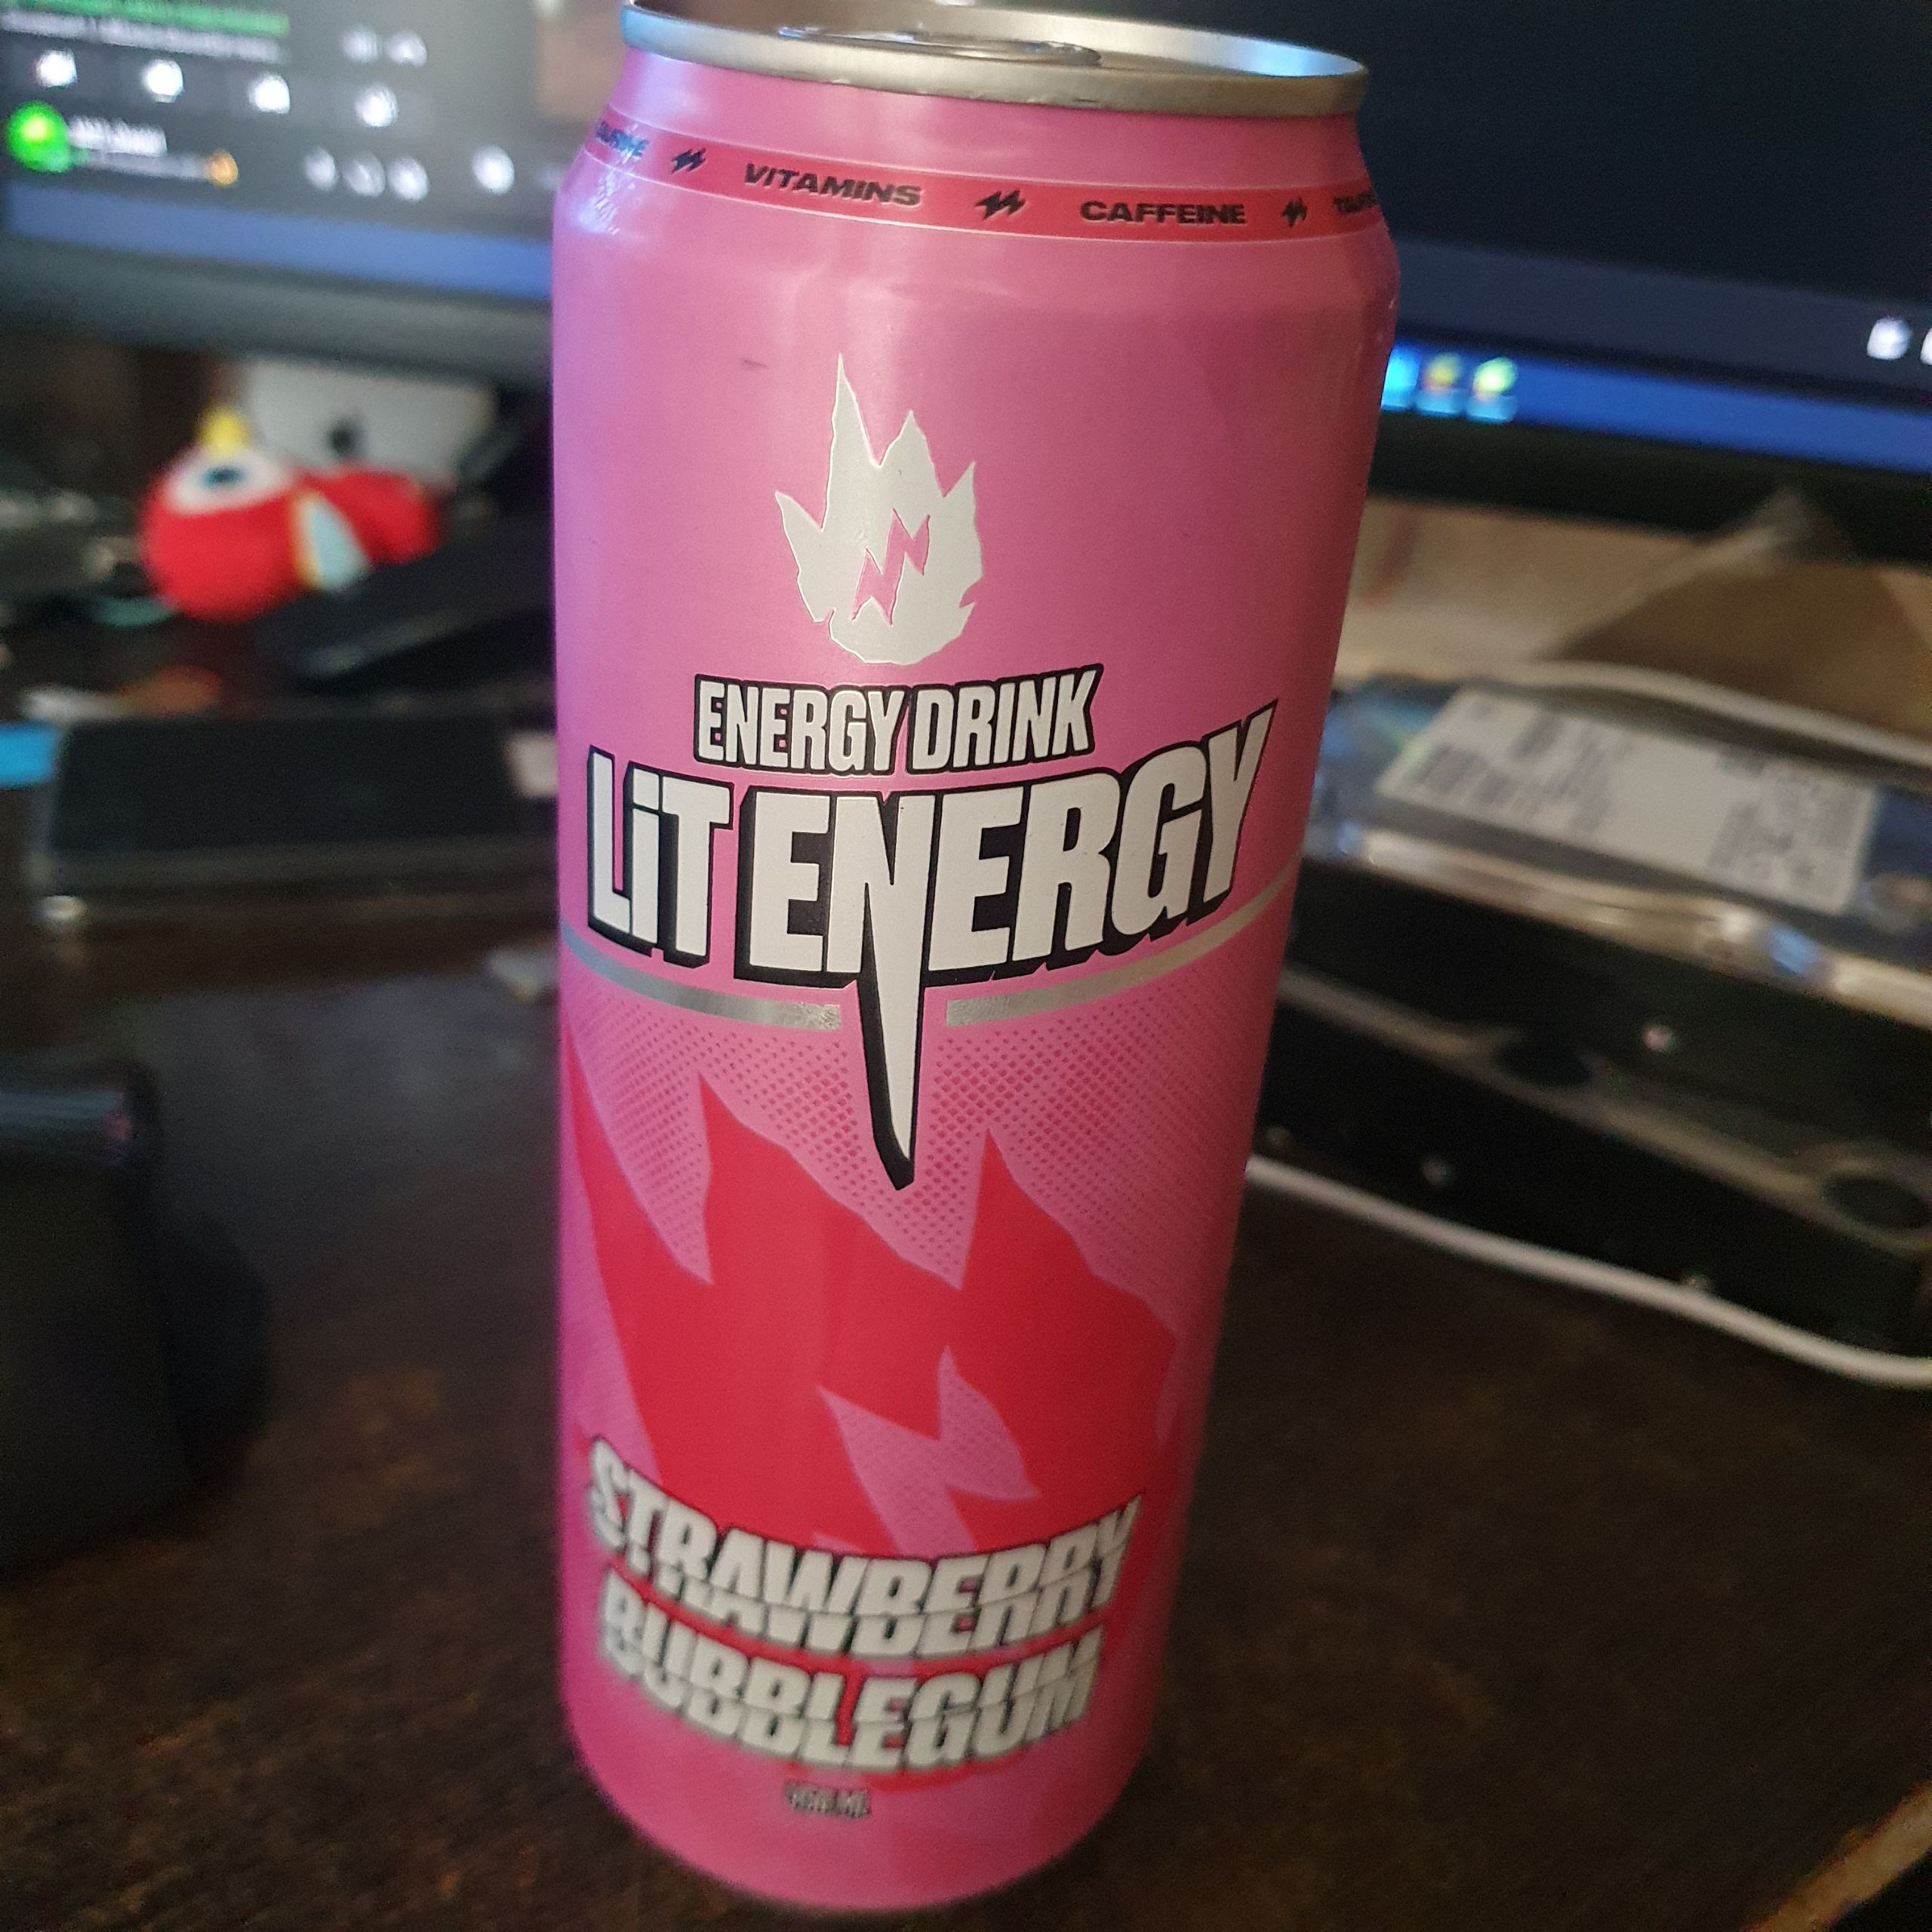 VITAMINS CAFFEINE
ENERGY DRINK
LiT ENERGY
STRAWBERRY
BUBBLEGUM